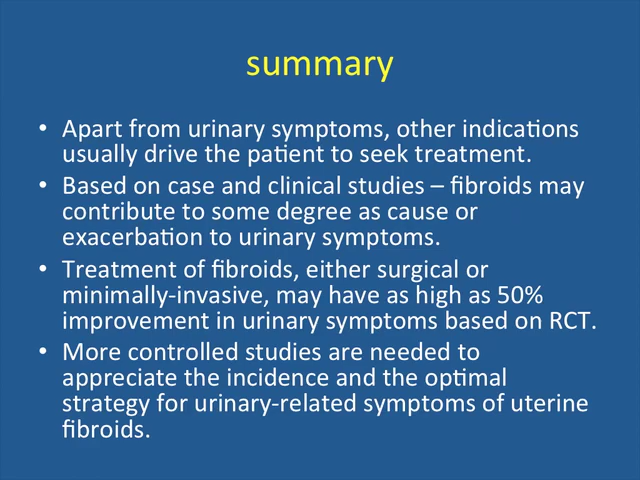 summary
• Apart from urinary symptoms, other indications
usually drive the patient to seek treatment.
• Based on case and clinical studies – fibroids may
contribute to some degree as cause or
exacerbation to urinary symptoms.
• Treatment of fibroids, either surgical or
minimally-invasive, may have as high as 50%
improvement in urinary symptoms based on RCT.
• More controlled studies are needed to
appreciate the incidence and the optimal
strategy for urinary-related symptoms of uterine
fibroids.